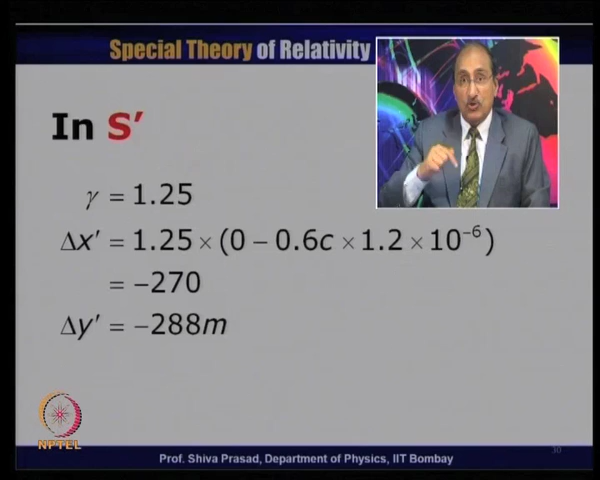 Special Theory of Relativity
In S′
γ = 1.25
Δx′ = 1.25 × (0 − 0.6c × 1.2 × 10⁻⁶)
= −270
Δy′ = −288m
NPTEL
Prof. Shiva Prasad, Department of Physics, IIT Bombay
30